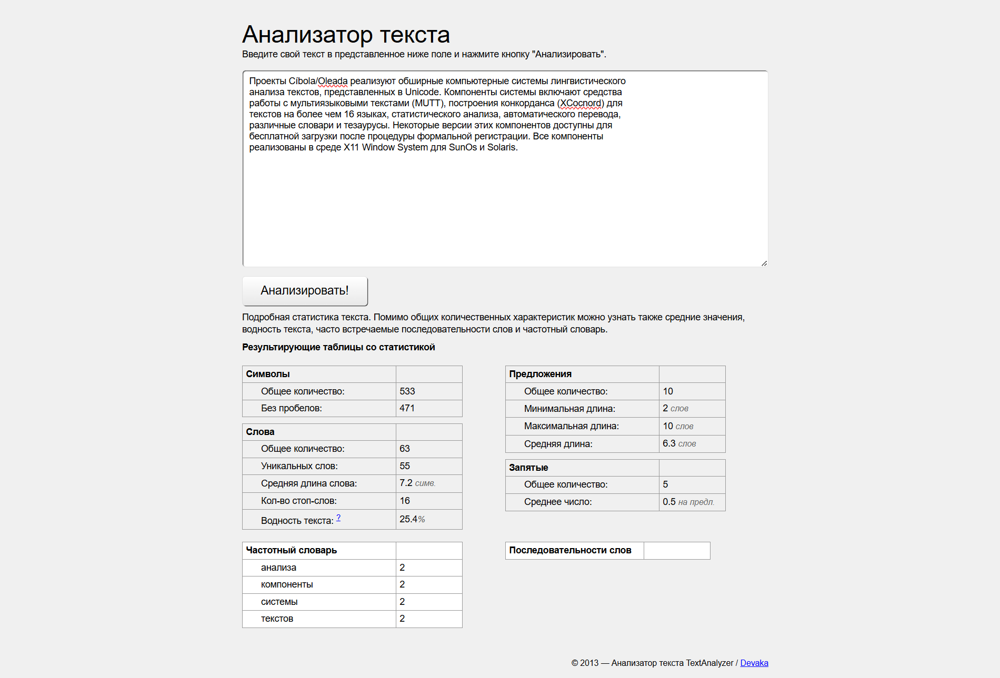 Анализатор текста
Введите свой текст в представленное ниже поле и нажмите кнопку "Анализировать".
Проекты Cíbola/Oleada реализуют обширные компьютерные системы лингвистического
анализа текстов, представленных в Unicode. Компоненты системы включают средства
работы с мультиязыковыми текстами (MUTT), построения конкорданса (XCocnord) для
текстов на более чем 16 языках, статистического анализа, автоматического перевода,
различные словари и тезаурусы. Некоторые версии этих компонентов доступны для
бесплатной загрузки после процедуры формальной регистрации. Все компоненты
реализованы в среде X11 Window System для SunOs и Solaris.
Анализировать!
Подробная статистика текста. Помимо общих количественных характеристик можно узнать также средние значения,
водность текста, часто встречаемые последовательности слов и частотный словарь.
Результирующие таблицы со статистикой
Символы
Общее количество: 533
Без пробелов: 471
Слова
Общее количество: 63
Уникальных слов: 55
Средняя длина слова: 7.2 симв.
Кол-во стоп-слов: 16
Водность текста: ? 25.4%
Предложения
Общее количество: 10
Минимальная длина: 2 слов
Максимальная длина: 10 слов
Средняя длина: 6.3 слов
Запятые
Общее количество: 5
Среднее число: 0.5 на предл.
Частотный словарь
анализа 2
компоненты 2
системы 2
текстов 2
Последовательности слов
© 2013 — Анализатор текста TextAnalyzer / Devaka